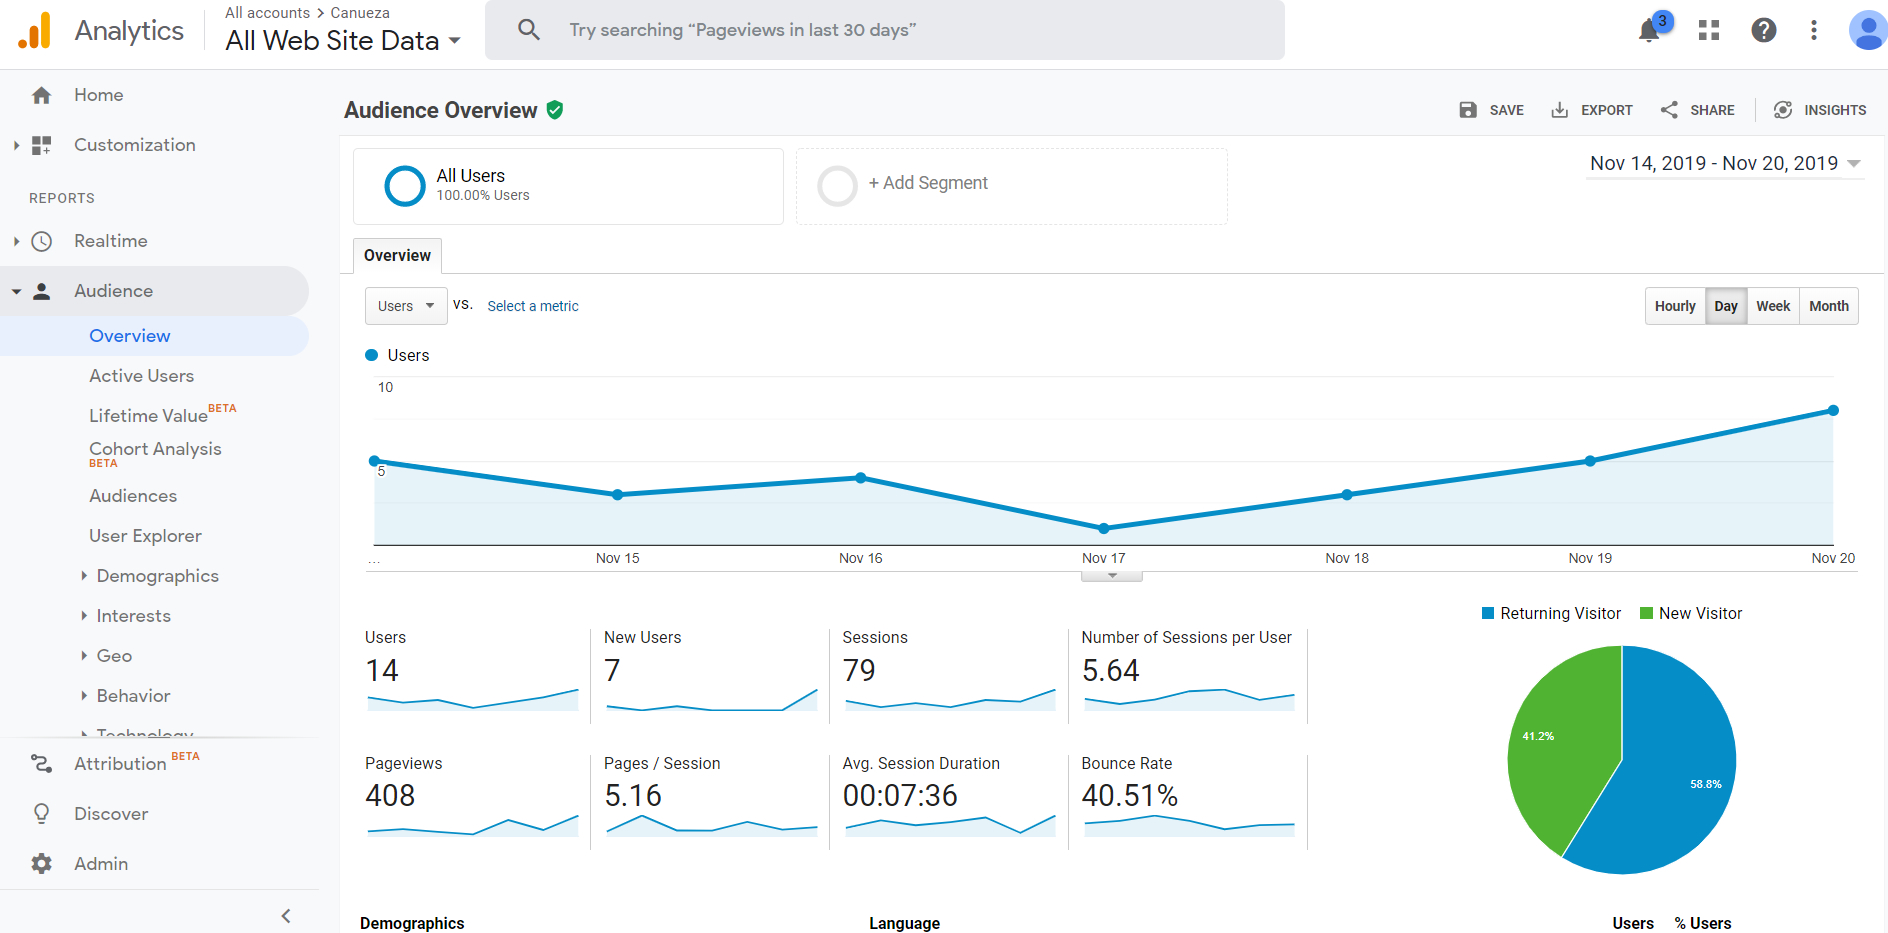 Analytics
All accounts > Canueza
All Web Site Data
Try searching “Pageviews in last 30 days”
3
Home
Customization
REPORTS
Realtime
Audience
Overview
Active Users
Lifetime Value BETA
Cohort Analysis
BETA
Audiences
User Explorer
Demographics
Interests
Geo
Behavior
Technology
Attribution BETA
Discover
Admin
Audience Overview
SAVE
EXPORT
SHARE
INSIGHTS
All Users
100.00% Users
+ Add Segment
Nov 14, 2019 - Nov 20, 2019
Overview
Users
vs.
Select a metric
Hourly
Day
Week
Month
Users
10
5
... Nov 15 Nov 16 Nov 17 Nov 18 Nov 19 Nov 20
Returning Visitor
New Visitor
Users
14
New Users
7
Sessions
79
Number of Sessions per User
5.64
Pageviews
408
Pages / Session
5.16
Avg. Session Duration
00:07:36
Bounce Rate
40.51%
41.2%
58.8%
Demographics
Language
Users
% Users